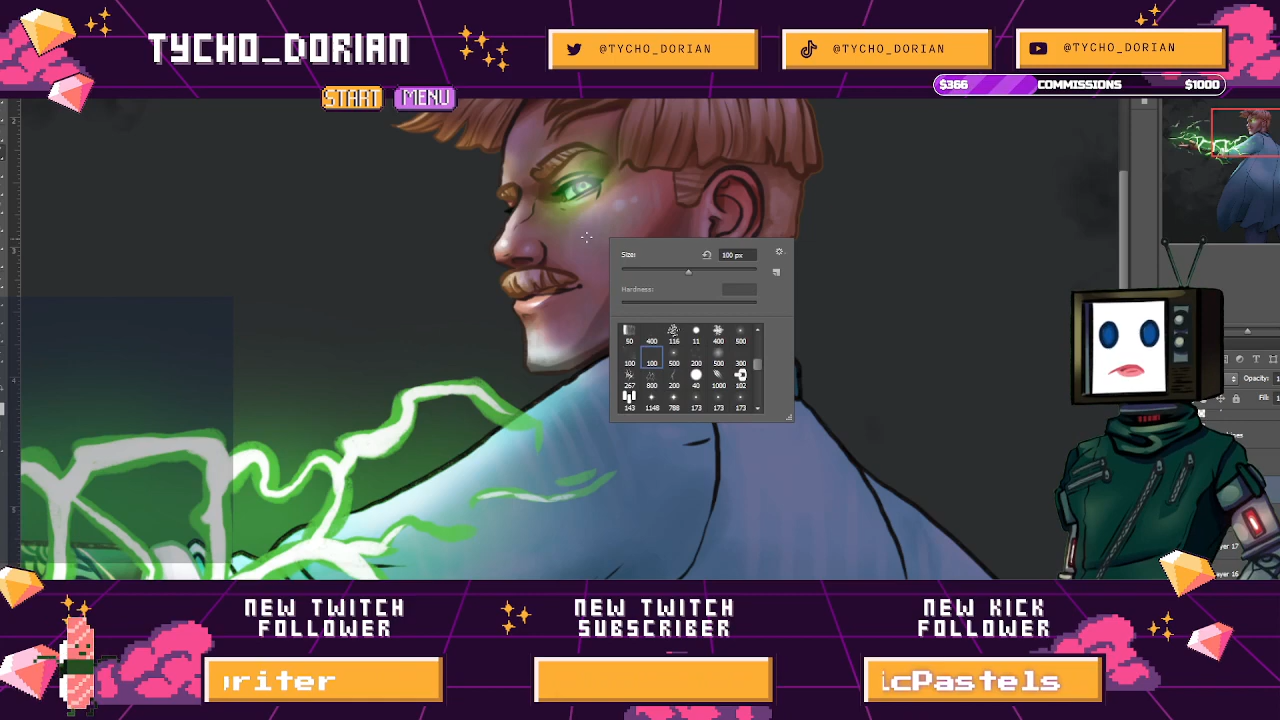 TYCHO_DORIAN
@TYCHO_DORIAN
@TYCHO_DORIAN
@TYCHO_DORIAN
$366 COMMISSIONS $1000
START MENU
Size: 100 px
Hardness:
50 400 116 11 400 500
100 100 500 200 500 300
267 800 200 40 1000 102
143 1148 788 173 173 173
Opacity:
Fill:
NEW TWITCH
FOLLOWER
NEW TWITCH
SUBSCRIBER
NEW KICK
FOLLOWER
riter
cPastels